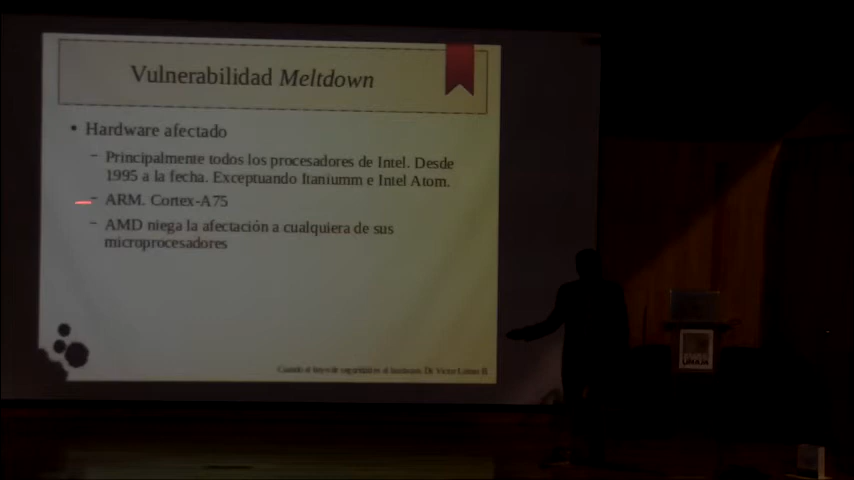 Vulnerabilidad Meltdown
Hardware afectado
Principalmente todos los procesadores de Intel. Desde
1995 a la fecha. Exceptuando Itaniumm e Intel Atom.
ARM. Cortex-A75
AMD niega la afectación a cualquiera de sus
microprocesadores